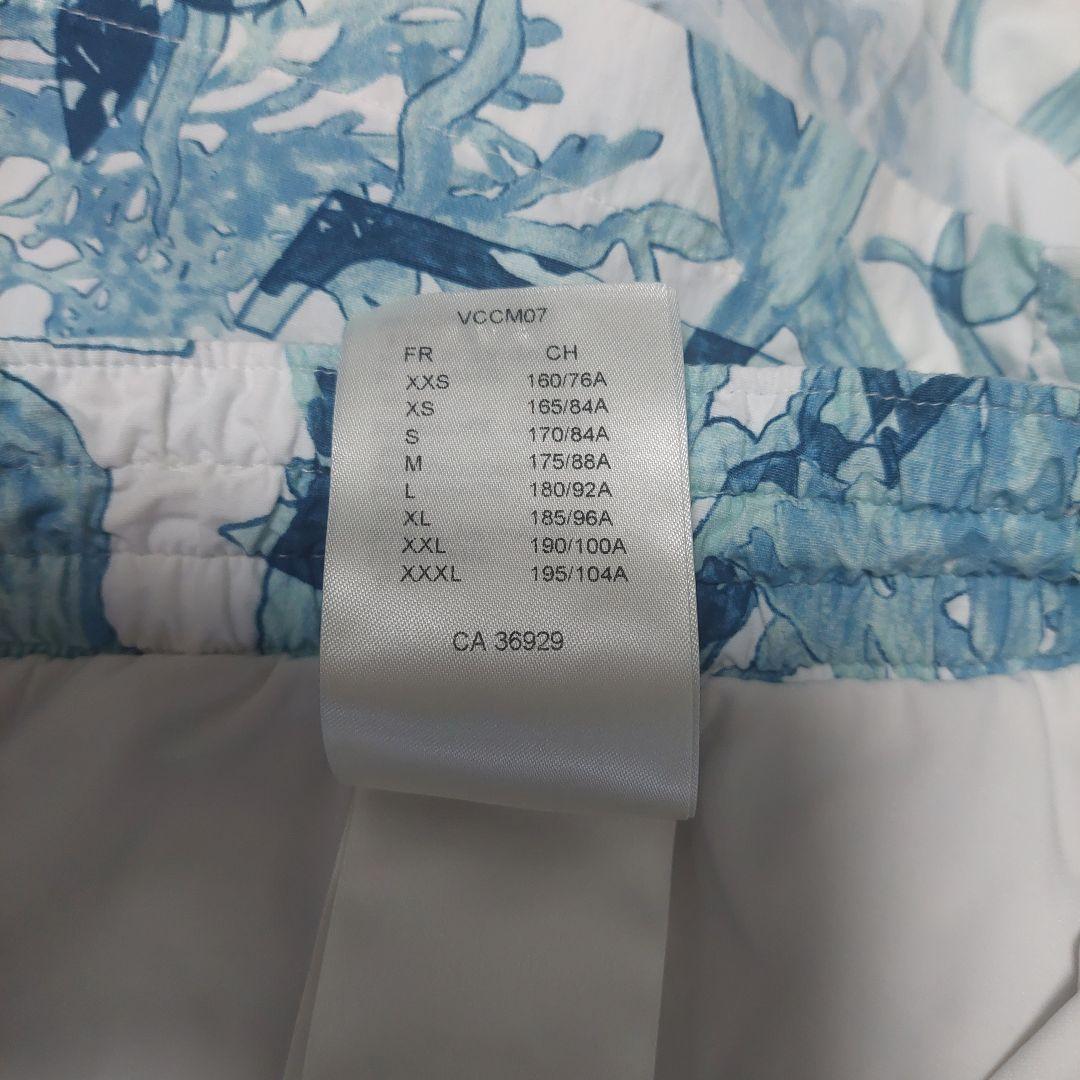 VCCM07
FR CH
XXS 160/76A
XS 165/84A
S 170/84A
M 175/88A
L 180/92A
XL 185/96A
XXL 190/100A
XXXL 195/104A
CA 36929